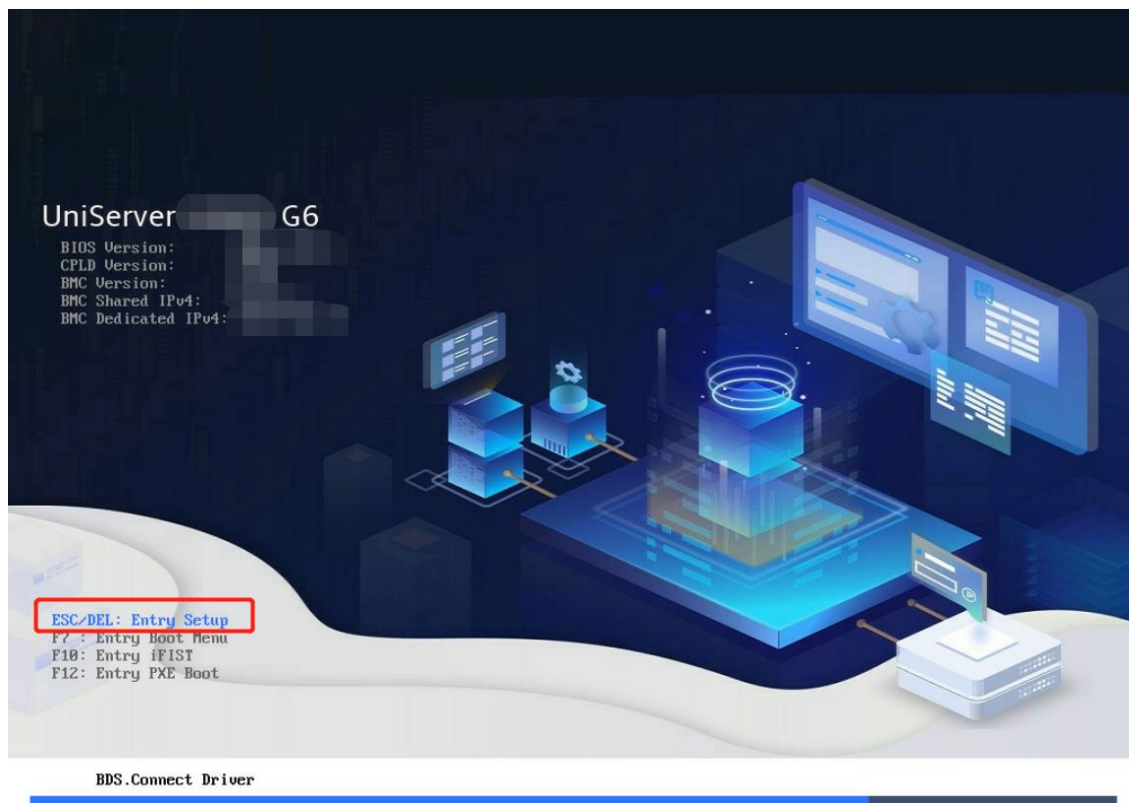 UniServer G6
BIOS Version:
CPLD Version:
BMC Version:
BMC Shared IPv4:
BMC Dedicated IPv4:
ESC/DEL: Entry Setup
F7 : Entry Boot Menu
F10: Entry iFIST
F12: Entry PXE Boot
BDS.Connect Driver